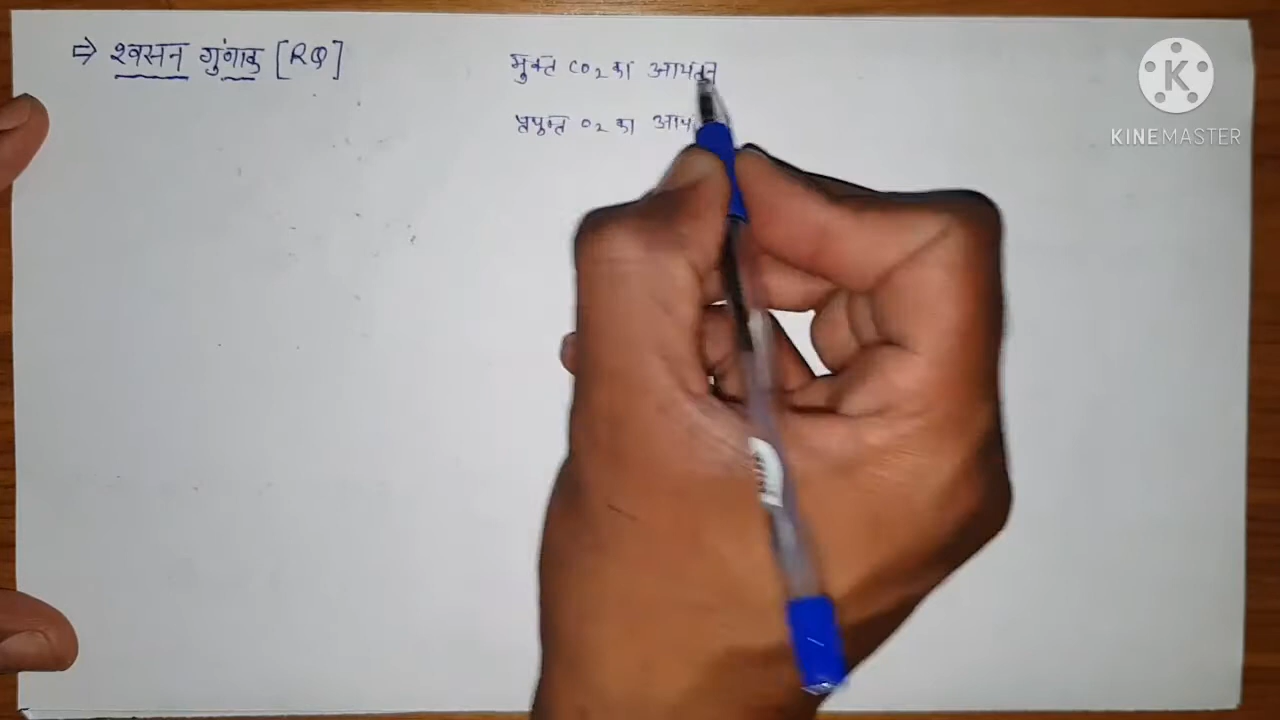 ⇒ श्वसन गुंणाक [RQ]
मुक्त CO2 का आयतन
प्रयुक्त O2 का
K
KINEMASTER